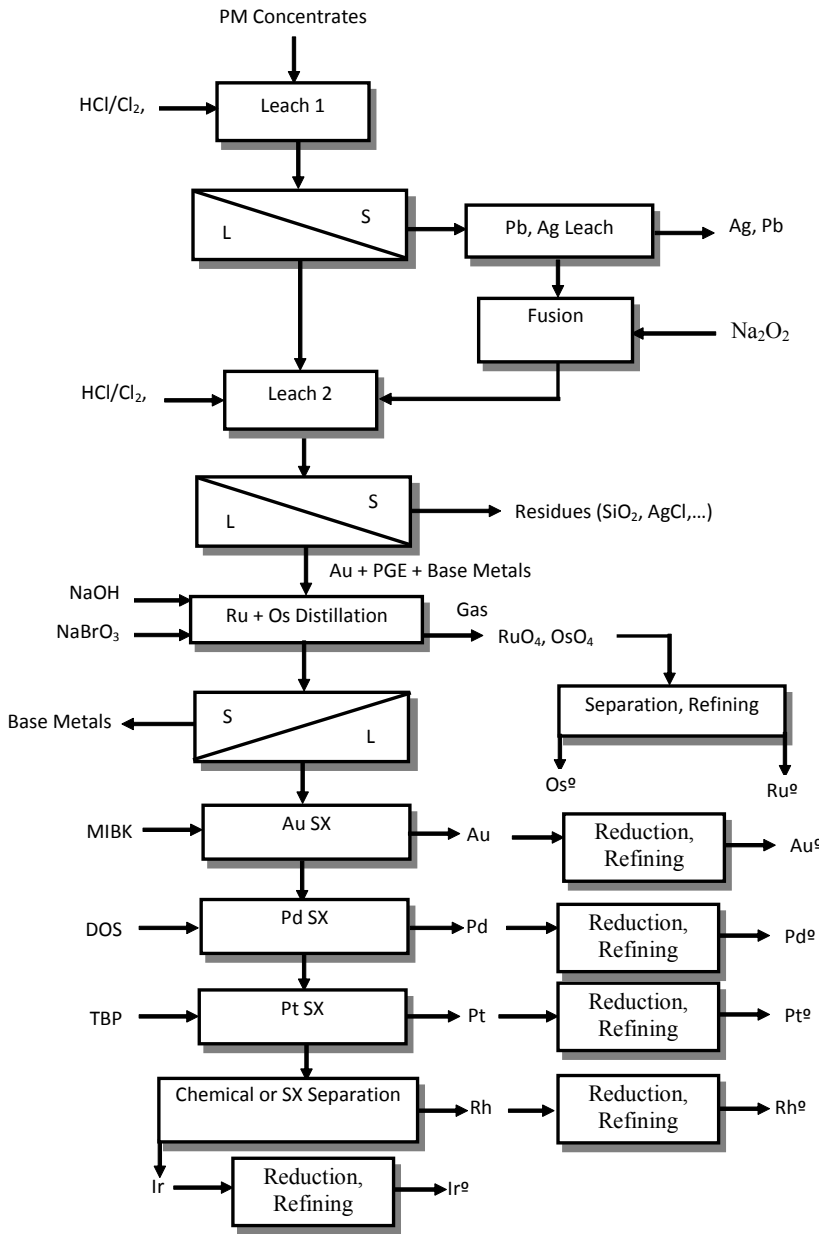 PM Concentrates
HCl/Cl₂,
Leach 1
S
L
Pb, Ag Leach
Ag, Pb
Fusion
Na₂O₂
HCl/Cl₂,
Leach 2
S
L
Residues (SiO₂, AgCl,...)
Au + PGE + Base Metals
NaOH
NaBrO₃
Ru + Os Distillation
Gas
RuO₄, OsO₄
Base Metals
S
L
Separation, Refining
Osº
Ruº
MIBK
Au SX
Au
Reduction,
Refining
Auº
DOS
Pd SX
Pd
Reduction,
Refining
Pdº
TBP
Pt SX
Pt
Reduction,
Refining
Ptº
Chemical or SX Separation
Rh
Reduction,
Refining
Rhº
Ir
Reduction,
Refining
Irº